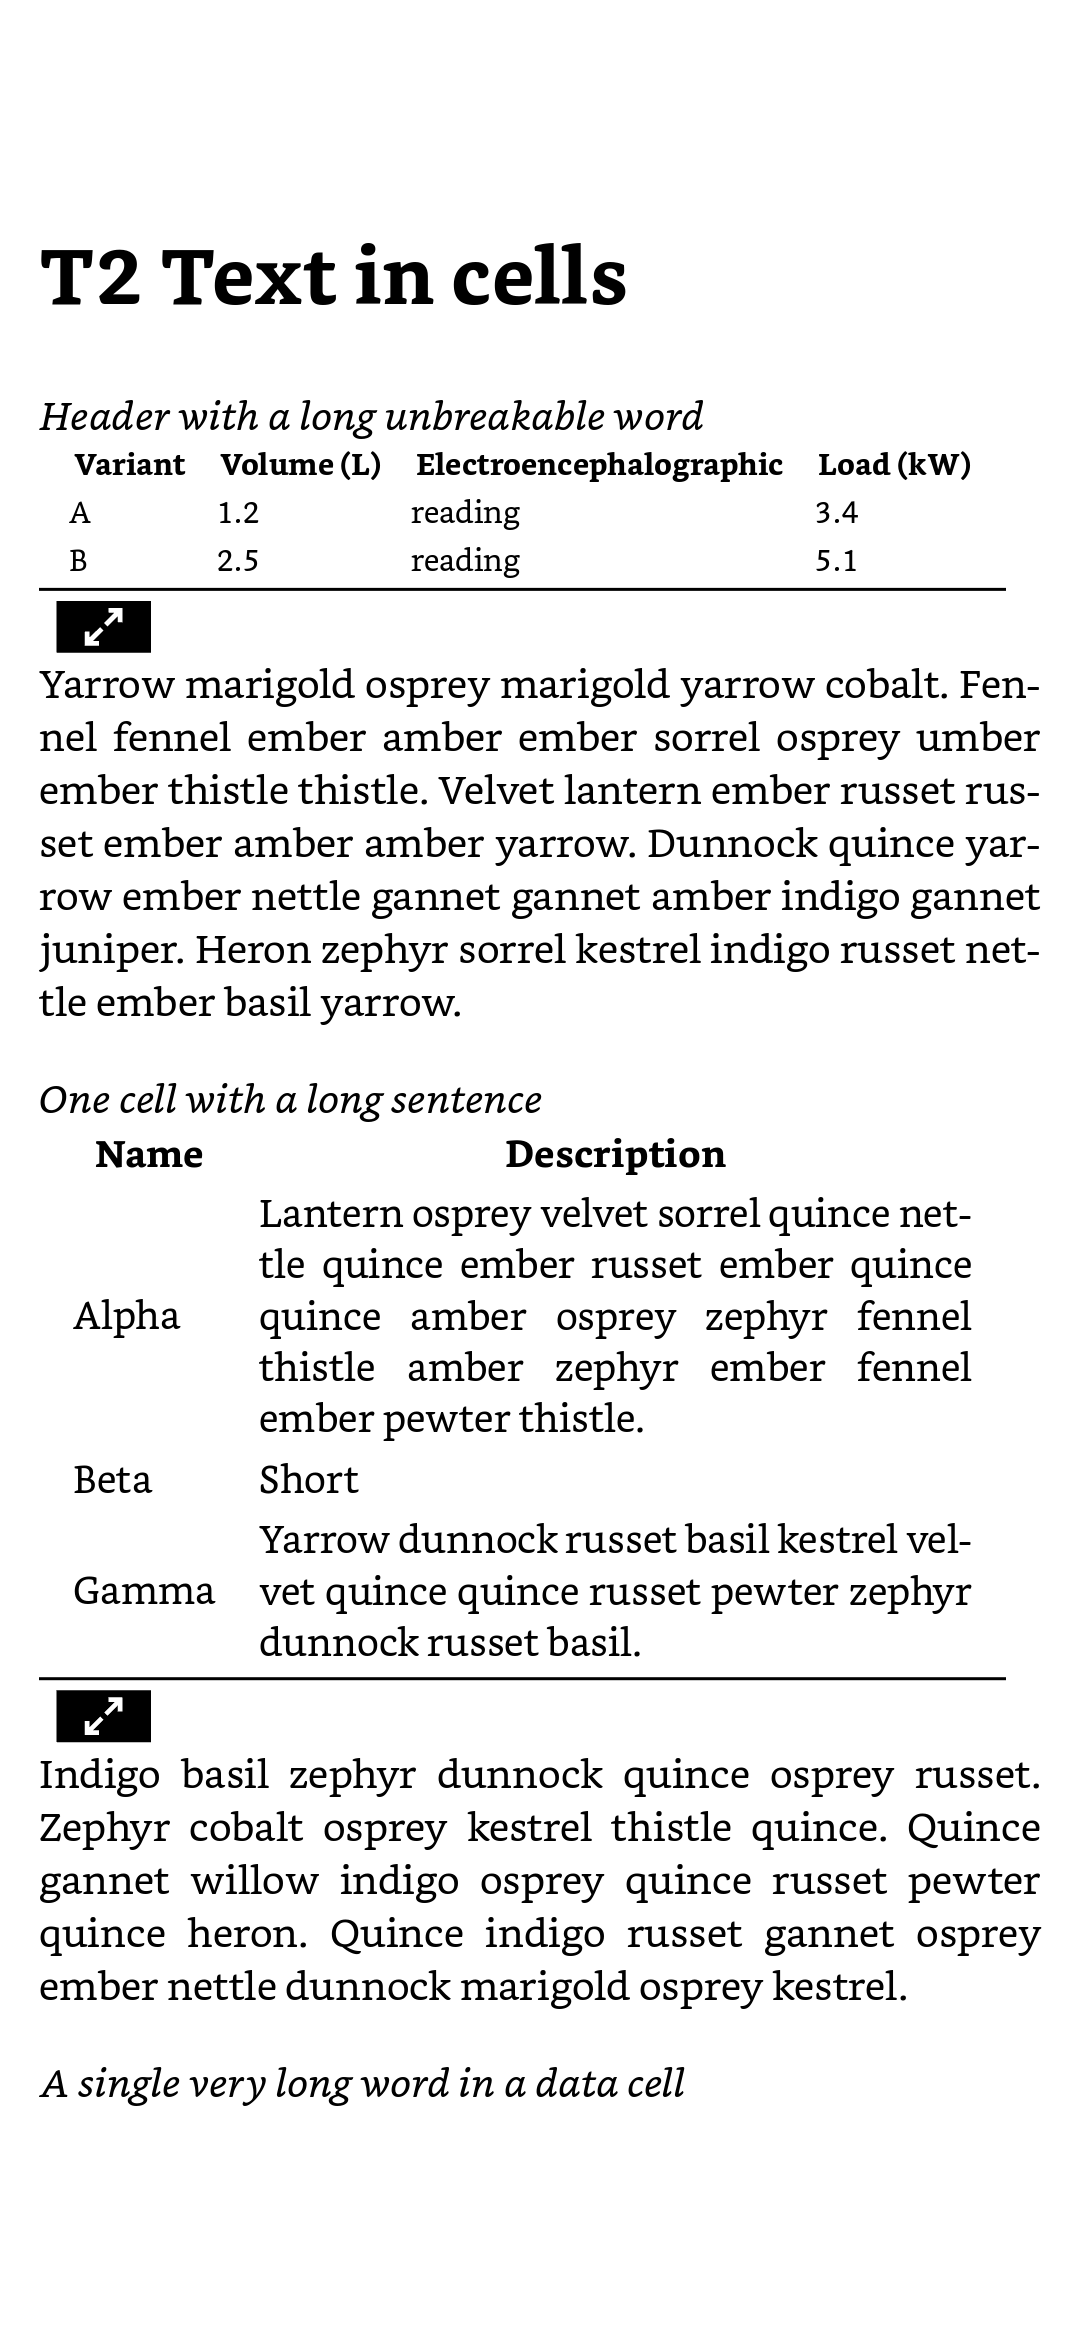 T2 Text in cells
Header with a long unbreakable word
Variant Volume (L) Electroencephalographic Load (kW)
A 1.2 reading 3.4
B 2.5 reading 5.1
Yarrow marigold osprey marigold yarrow cobalt. Fen-
nel fennel ember amber ember sorrel osprey umber
ember thistle thistle. Velvet lantern ember russet rus-
set ember amber amber yarrow. Dunnock quince yar-
row ember nettle gannet gannet amber indigo gannet
juniper. Heron zephyr sorrel kestrel indigo russet net-
tle ember basil yarrow.
One cell with a long sentence
Name Description
Lantern osprey velvet sorrel quince net-
tle quince ember russet ember quince
Alpha quince amber osprey zephyr fennel
thistle amber zephyr ember fennel
ember pewter thistle.
Beta Short
Yarrow dunnock russet basil kestrel vel-
Gamma vet quince quince russet pewter zephyr
dunnock russet basil.
Indigo basil zephyr dunnock quince osprey russet.
Zephyr cobalt osprey kestrel thistle quince. Quince
gannet willow indigo osprey quince russet pewter
quince heron. Quince indigo russet gannet osprey
ember nettle dunnock marigold osprey kestrel.
A single very long word in a data cell